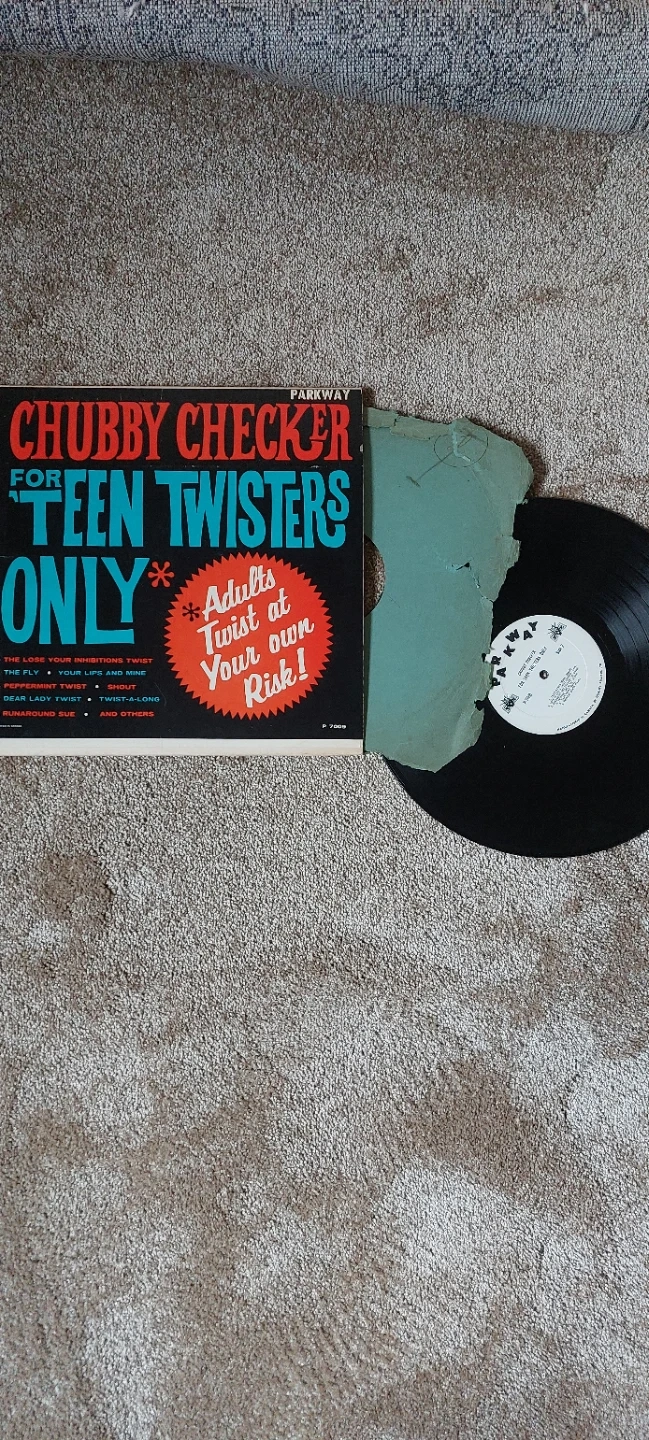 PARKWAY
CHUBBY CHECKER
FOR
'TEEN TWISTERS
ONLY*
*Adults
Twist at
Your own
Risk!
THE LOSE YOUR INHIBITIONS TWIST
THE FLY • YOUR LIPS AND MINE
PEPPERMINT TWIST • SHOUT
DEAR LADY TWIST • TWIST-A-LONG
RUNAROUND SUE • AND OTHERS
P 7009
PARKWAY